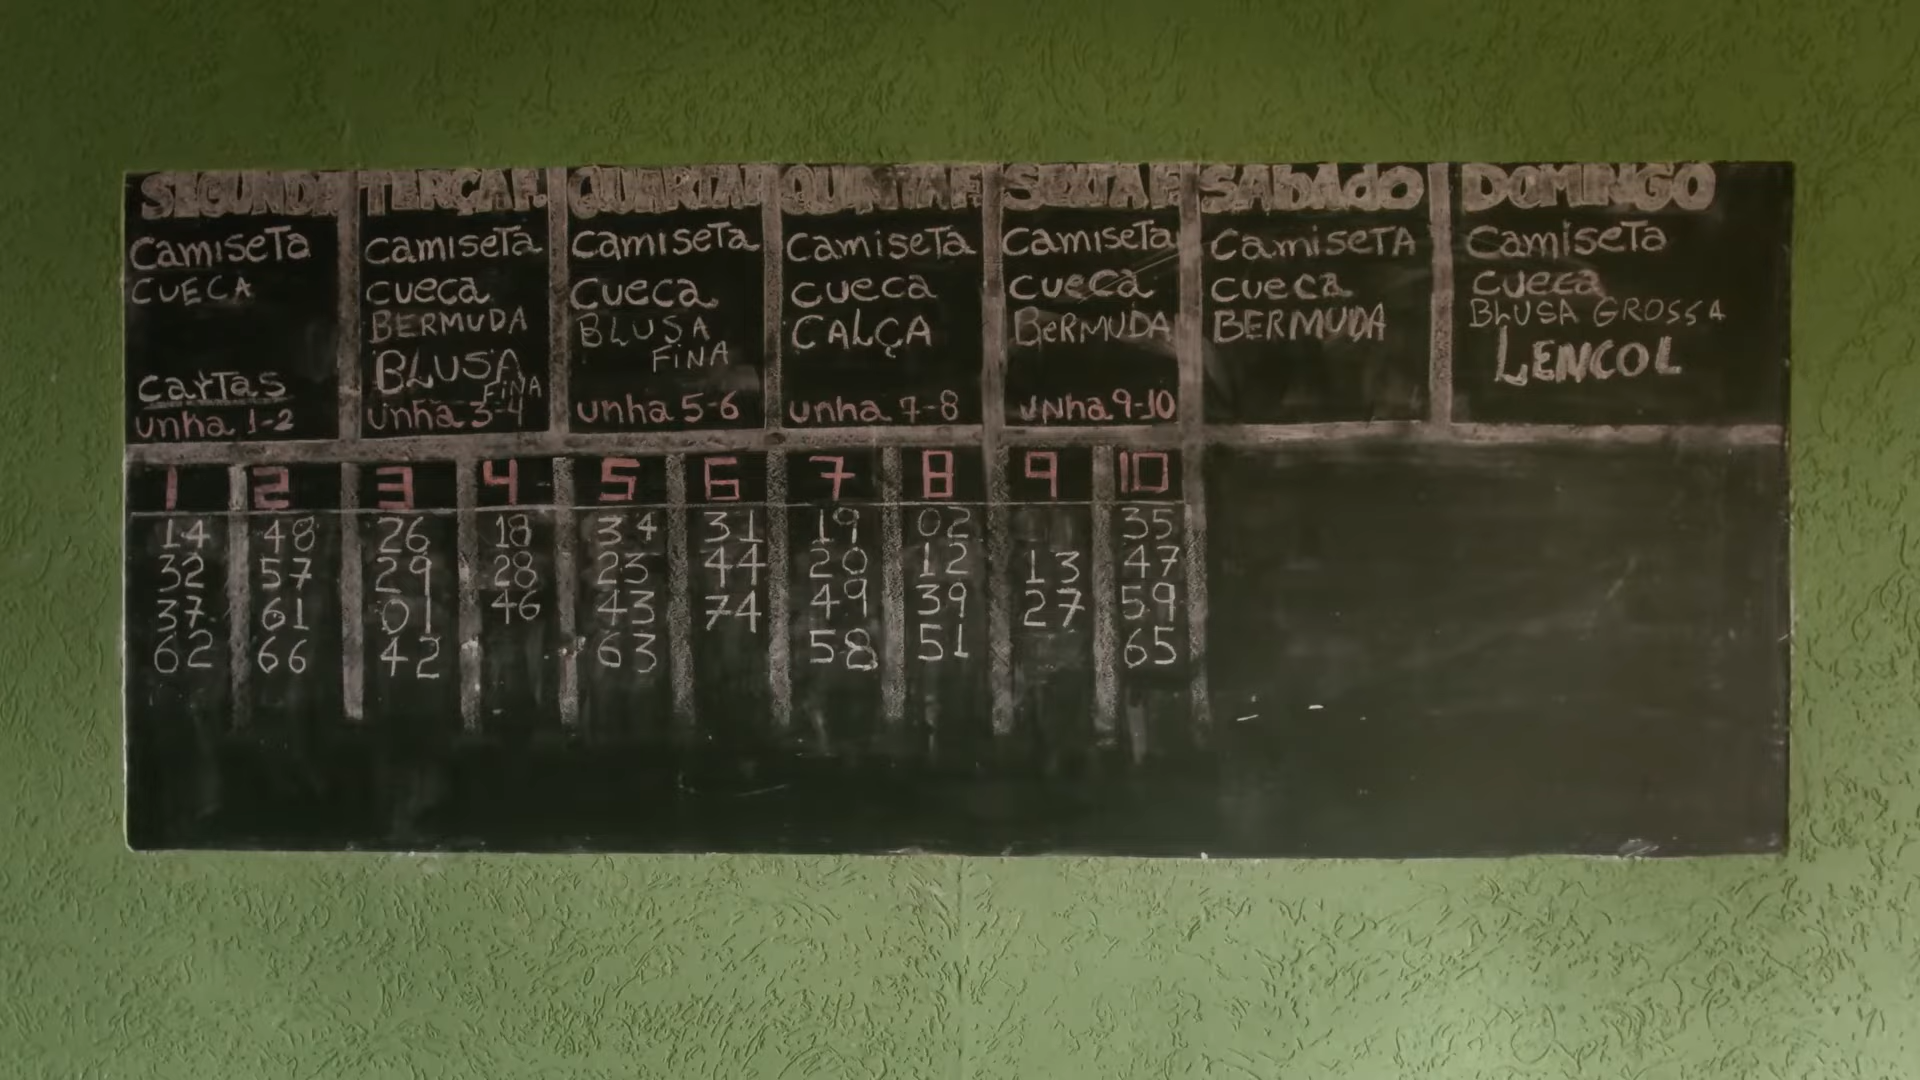 SEGUNDA
Camiseta
CUECA
Cartas
unha 1-2
TERÇAF.
Camiseta
cueca
BERMUDA
BLUSA
FINA
unha 3-4
QUARTAF
Camiseta
Cueca
BLUSA
FINA
unha 5-6
QUINTAF
Camiseta
cueca
CALÇA
unha 7-8
SEXTAF
Camiseta
cueca
BERMUDA
unha 9-10
SABADO
Camiseta
cueca
BERMUDA
DOMINGO
Camiseta
cueca
BLUSA GROSSA
LENCOL
1 2 3 4 5 6 7 8 9 10
14 48 26 18 34 31 19 02 35
32 57 29 28 23 44 20 12 13 47
37 61 01 46 43 74 49 39 27 59
62 66 42 63 58 51 65